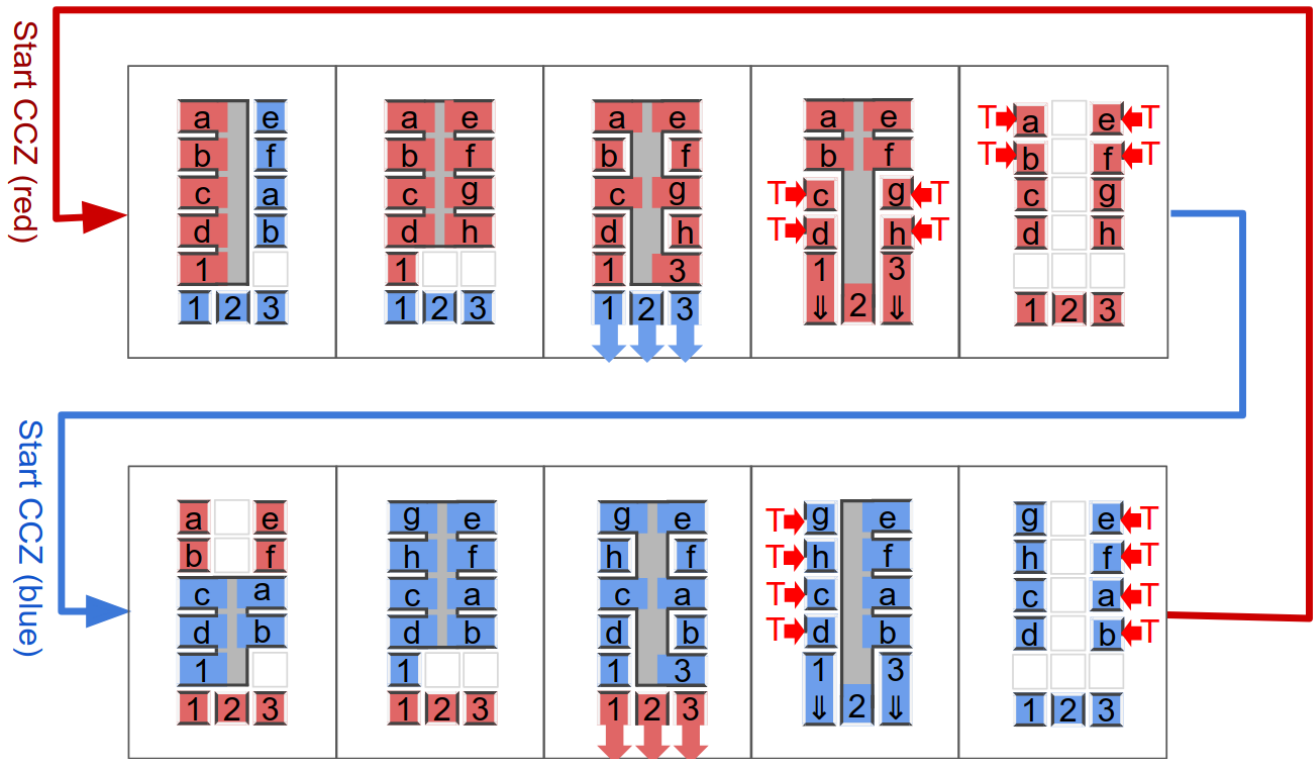 Start CCZ (red)
a e a e a e a e T a e T
b f b f b f b f T b f T
c a c g c g T c g T c g
d b d h d h T d h T d h
1 1 1 3 1 3
1 2 3 1 2 3 1 2 3 ⇓ 2 ⇓ 1 2 3
Start CCZ (blue)
a e g e g e T g e g e T
b f h f h f T h f h f T
c a c a c a T c a c a T
d b d b d b T d b d b T
1 1 1 3 1 3
1 2 3 1 2 3 1 2 3 ⇓ 2 ⇓ 1 2 3